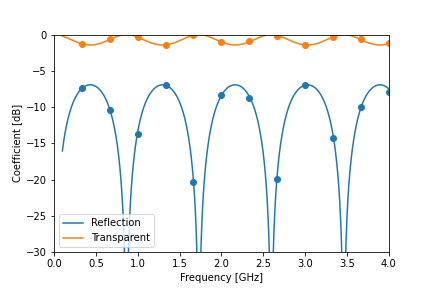 0
−5
−10
−15
−20
−25
−30
Coefficient [dB]
Reflection
Transparent
0.0 0.5 1.0 1.5 2.0 2.5 3.0 3.5 4.0
Frequency [GHz]